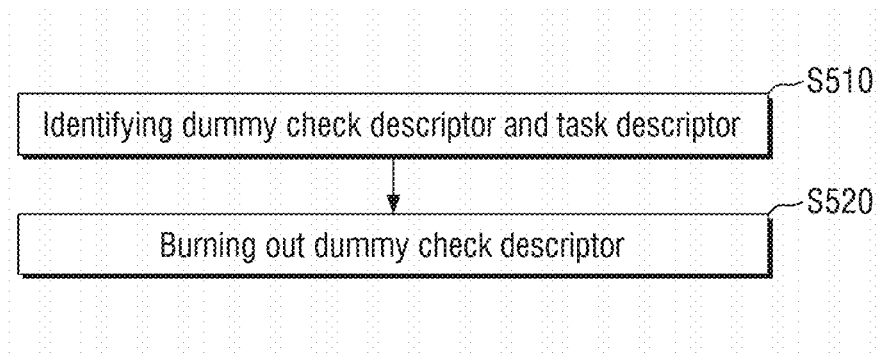 S510
Identifying dummy check descriptor and task descriptor
S520
Burning out dummy check descriptor